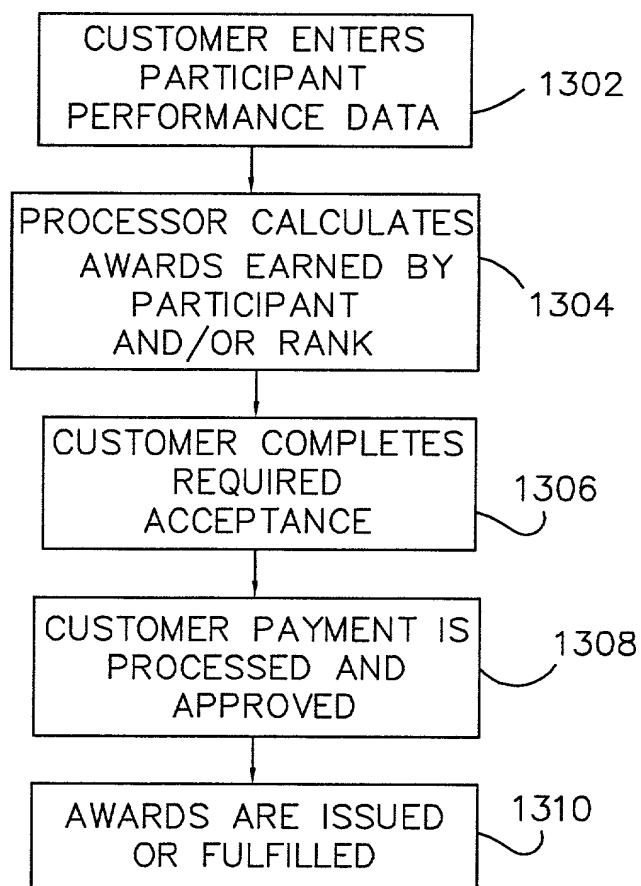 CUSTOMER ENTERS
PARTICIPANT
PERFORMANCE DATA
1302
PROCESSOR CALCULATES
AWARDS EARNED BY
PARTICIPANT
AND/OR RANK
1304
CUSTOMER COMPLETES
REQUIRED
ACCEPTANCE
1306
CUSTOMER PAYMENT IS
PROCESSED AND
APPROVED
1308
AWARDS ARE ISSUED
OR FULFILLED
1310